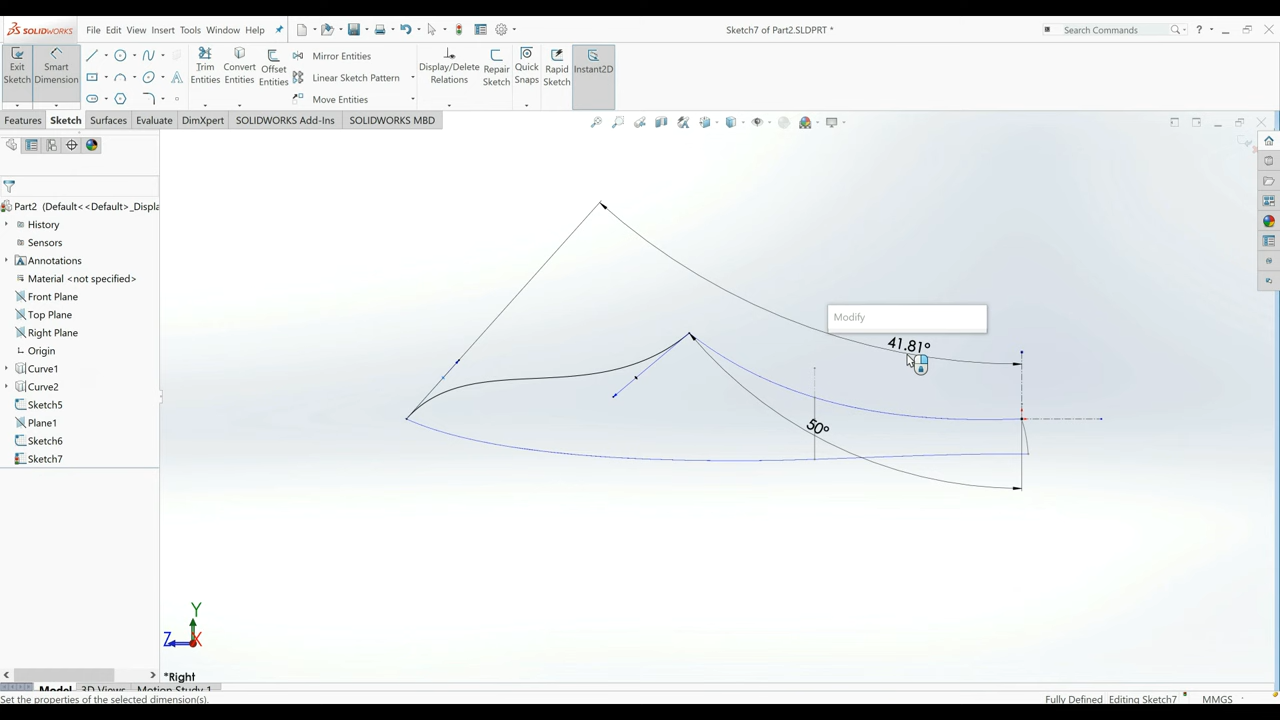 SOLIDWORKS
File Edit View Insert Tools Window Help
Sketch7 of Part2.SLDPRT *
Search Commands
Exit Sketch
Smart Dimension
Trim Entities
Convert Entities
Offset Entities
Mirror Entities
Linear Sketch Pattern
Move Entities
Display/Delete Relations
Repair Sketch
Quick Snaps
Rapid Sketch
Instant2D
Features Sketch Surfaces Evaluate DimXpert SOLIDWORKS Add-Ins SOLIDWORKS MBD
Part2 (Default<<Default>_Displa
History
Sensors
Annotations
Material <not specified>
Front Plane
Top Plane
Right Plane
Origin
Curve1
Curve2
Sketch5
Plane1
Sketch6
Sketch7
Modify
41.81°
50°
Y
Z X
*Right
Model 3D Views Motion Study 1
Set the properties of the selected dimension(s).
Fully Defined Editing Sketch7 MMGS